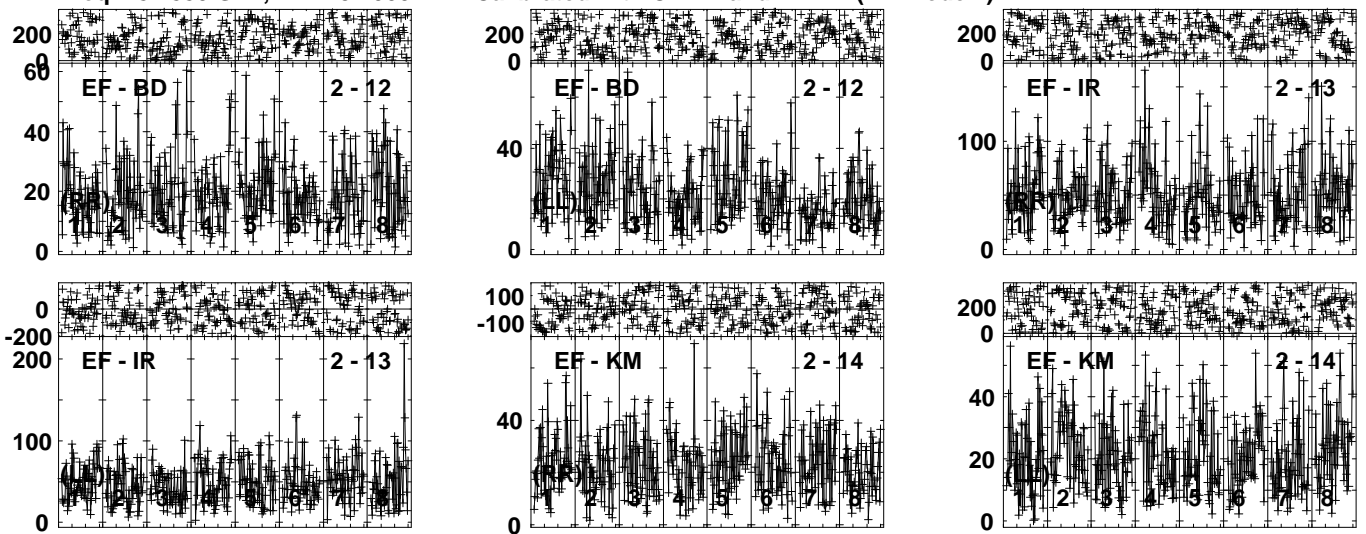 200 200 200
0 0 0
60
EF - BD 2 - 12 EF - BD 2 - 12 EF - IR 2 - 13
40 40 100
20
(RR) (LL) (RR)
1 2 3 4 5 6 7 8 1 2 3 4 5 6 7 8 1 2 3 4 5 6 7 8
0 0 0
0 100 200
-200 -100 0
200 EF - IR 2 - 13 EF - KM 2 - 14 60 EF - KM 2 - 14
100 40 40
20
(LL) (RR) (LL)
1 2 3 4 5 6 7 8 1 2 3 4 5 6 7 8 1 2 3 4 5 6 7 8
0 0 0